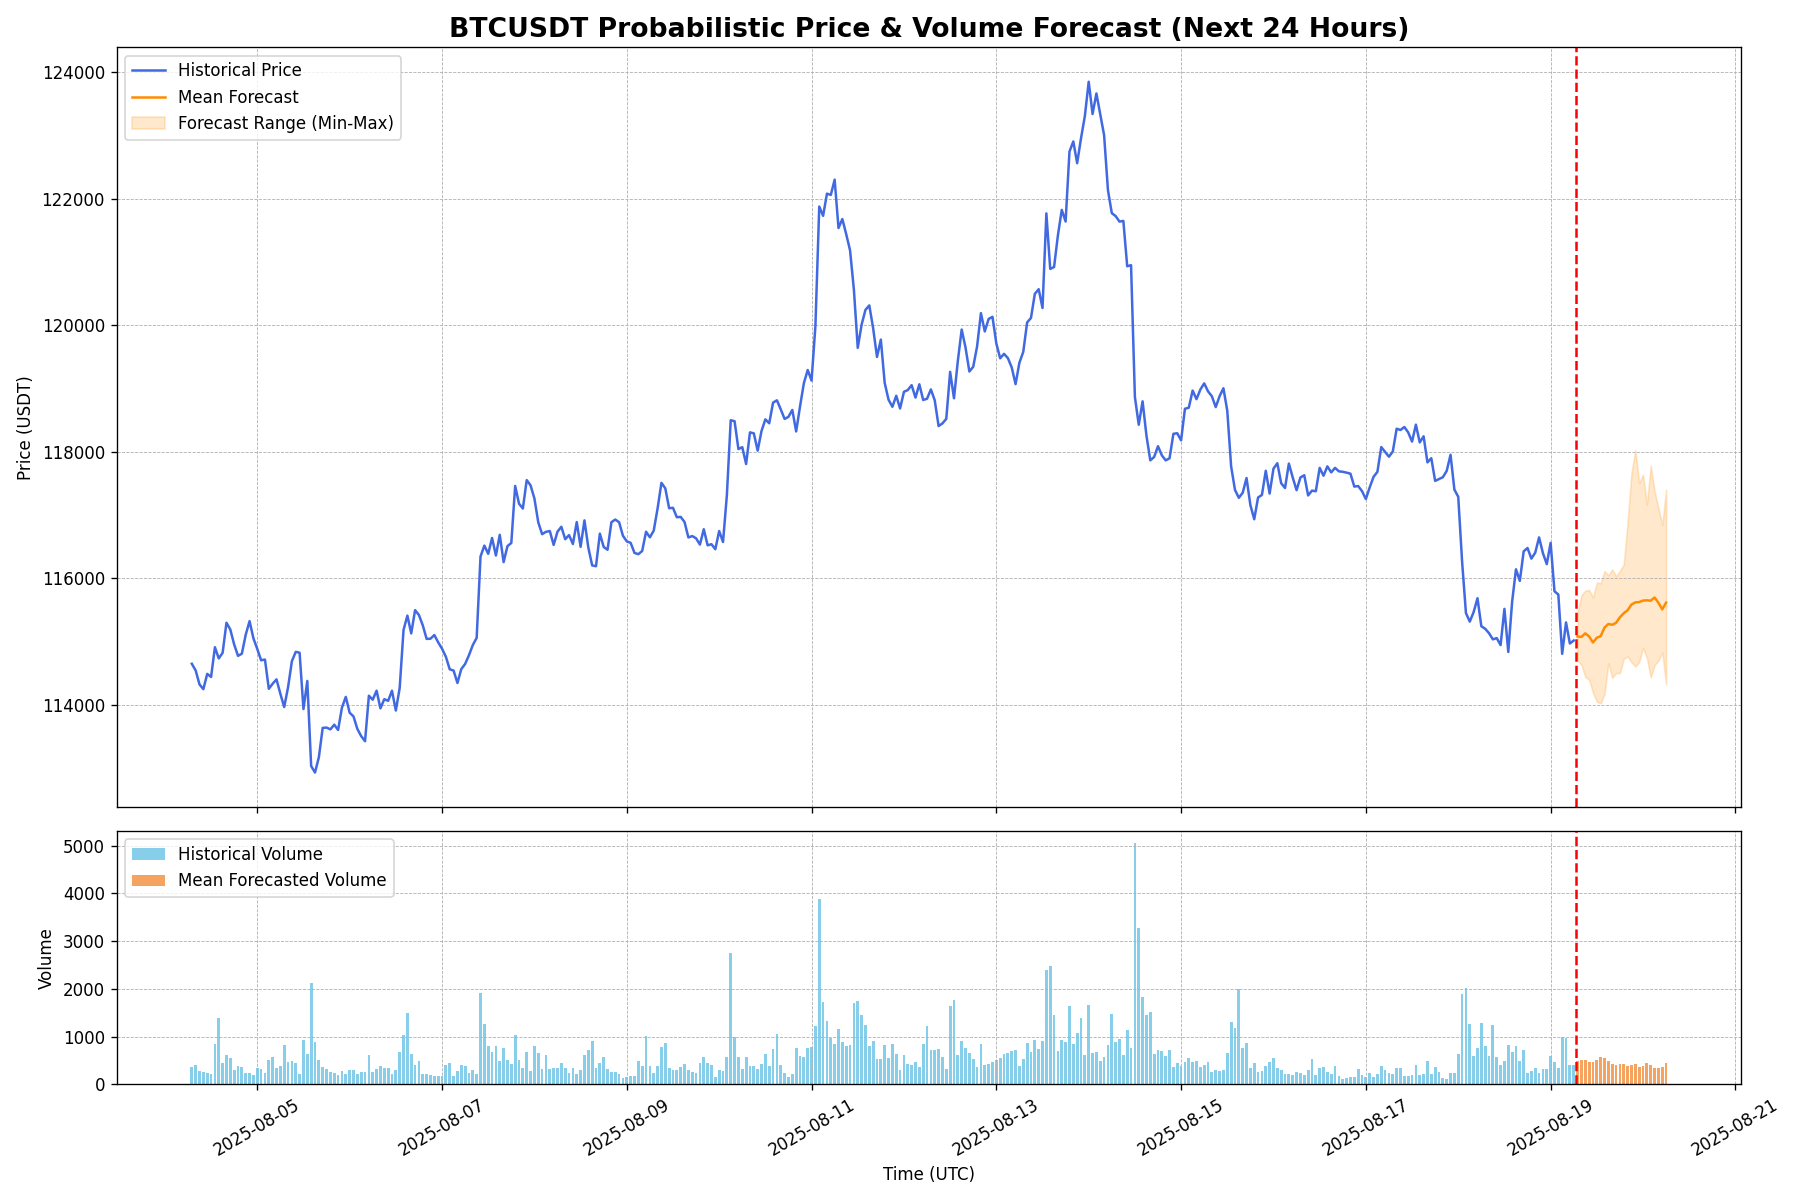 BTCUSDT Probabilistic Price & Volume Forecast (Next 24 Hours)
Historical Price
Mean Forecast
Forecast Range (Min-Max)
124000
122000
120000
118000
116000
114000
Price (USDT)
Historical Volume
Mean Forecasted Volume
5000
4000
3000
2000
1000
0
Volume
2025-08-05
2025-08-07
2025-08-09
2025-08-11
2025-08-13
2025-08-15
2025-08-17
2025-08-19
2025-08-21
Time (UTC)